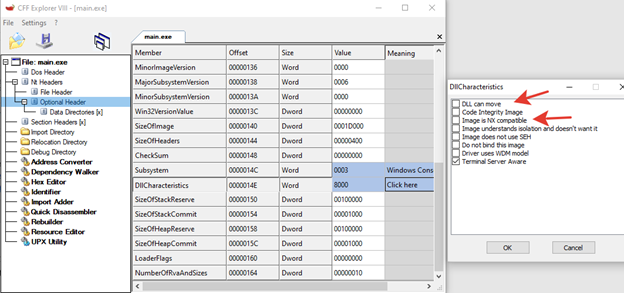 CFF Explorer VIII - [main.exe]
File Settings ?
main.exe
File: main.exe
Dos Header
Nt Headers
File Header
Optional Header
Data Directories [x]
Section Headers [x]
Import Directory
Relocation Directory
Debug Directory
Address Converter
Dependency Walker
Hex Editor
Identifier
Import Adder
Quick Disassembler
Rebuilder
Resource Editor
UPX Utility
Member Offset Size Value Meaning
MinorImageVersion 00000136 Word 0000
MajorSubsystemVersion 00000138 Word 0006
MinorSubsystemVersion 0000013A Word 0000
Win32VersionValue 0000013C Dword 00000000
SizeOfImage 00000140 Dword 0001D000
SizeOfHeaders 00000144 Dword 00000400
CheckSum 00000148 Dword 00000000
Subsystem 0000014C Word 0003 Windows Cons
DllCharacteristics 0000014E Word 8000 Click here
SizeOfStackReserve 00000150 Dword 00100000
SizeOfStackCommit 00000154 Dword 00001000
SizeOfHeapReserve 00000158 Dword 00100000
SizeOfHeapCommit 0000015C Dword 00001000
LoaderFlags 00000160 Dword 00000000
NumberOfRvaAndSizes 00000164 Dword 00000010
DllCharacteristics
DLL can move
Code Integrity Image
Image is NX compatible
Image understands isolation and doesn't want it
Image does not use SEH
Do not bind this image
Driver uses WDM model
Terminal Server Aware
OK Cancel